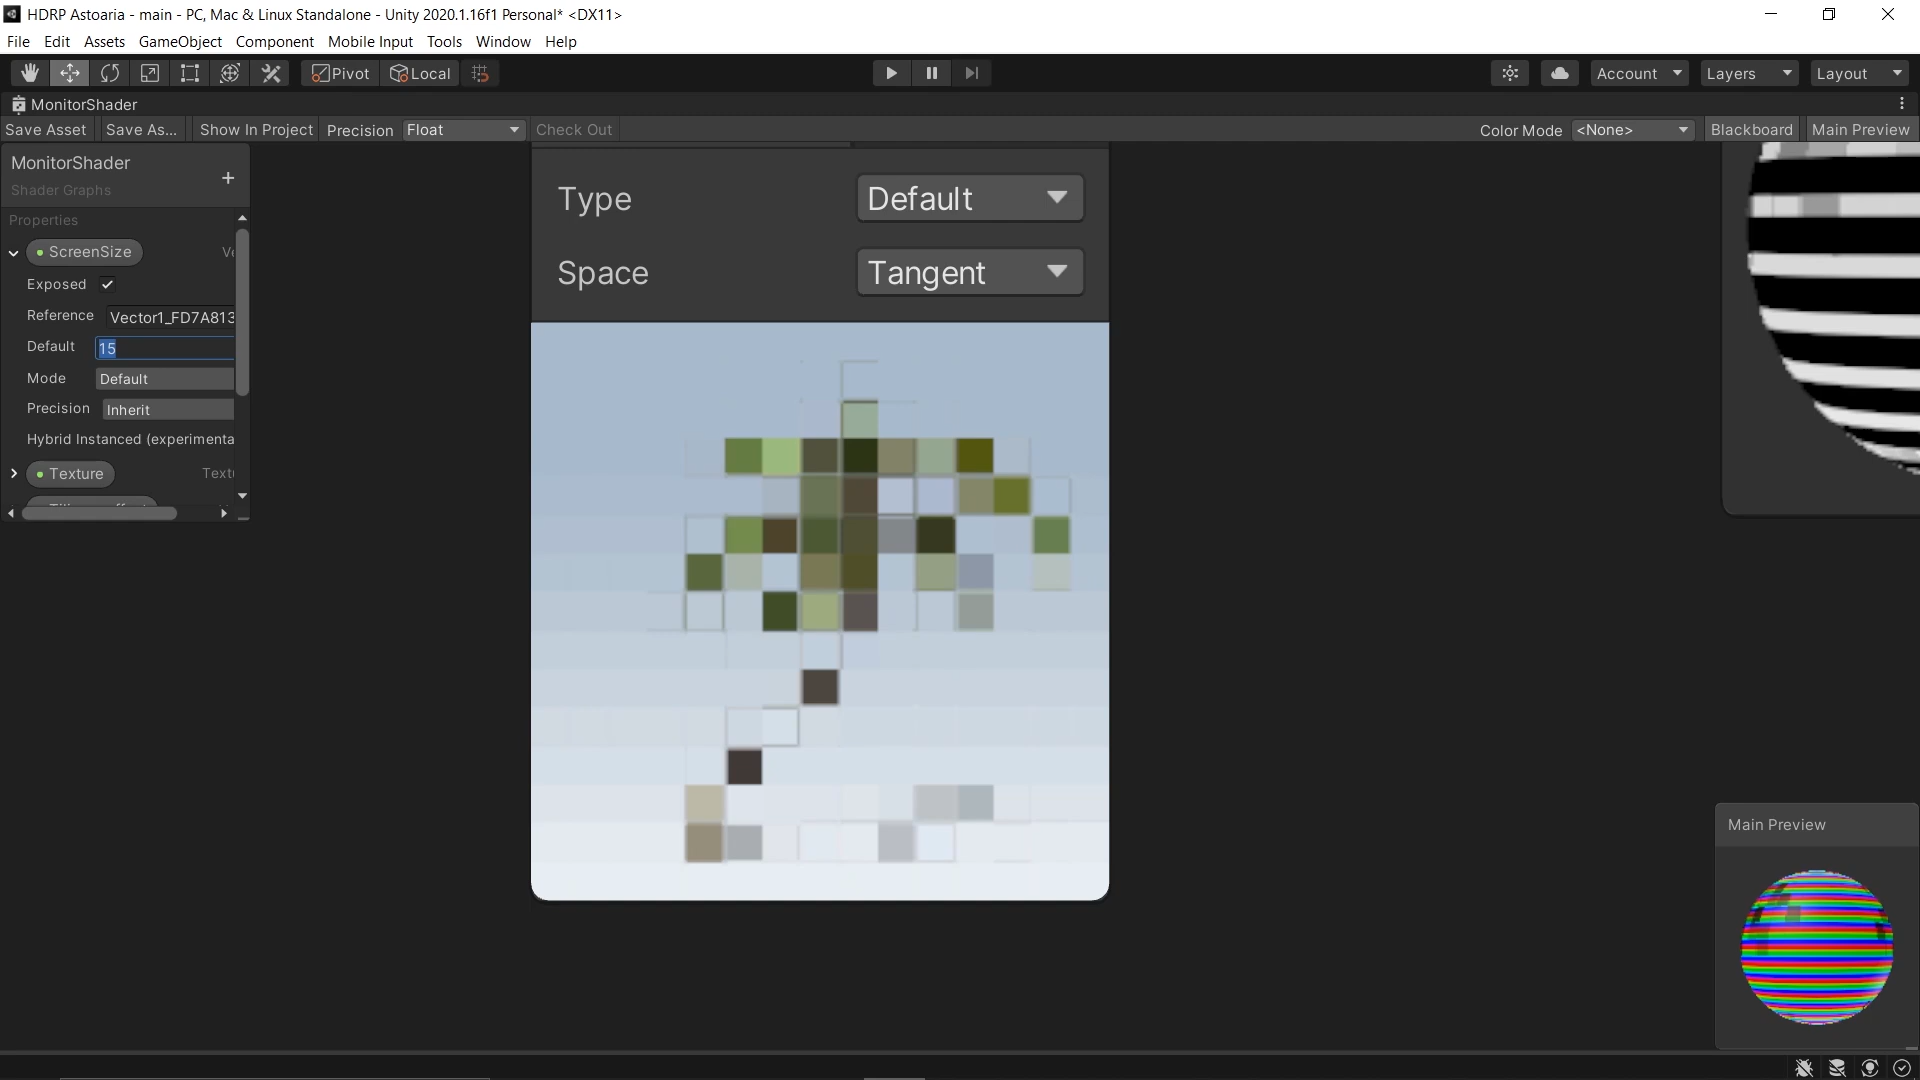 HDRP Astoaria - main - PC, Mac & Linux Standalone - Unity 2020.1.16f1 Personal* <DX11>
File Edit Assets GameObject Component Mobile Input Tools Window Help
Pivot Local Account Layers Layout
MonitorShader
Save Asset Save As... Show In Project Precision Float Check Out Color Mode <None> Blackboard Main Preview
MonitorShader
Shader Graphs
Properties
ScreenSize Ve
Exposed
Reference Vector1_FD7A813
Default 15
Mode Default
Precision Inherit
Hybrid Instanced (experimenta
Texture Textu
Type Default
Space Tangent
Main Preview